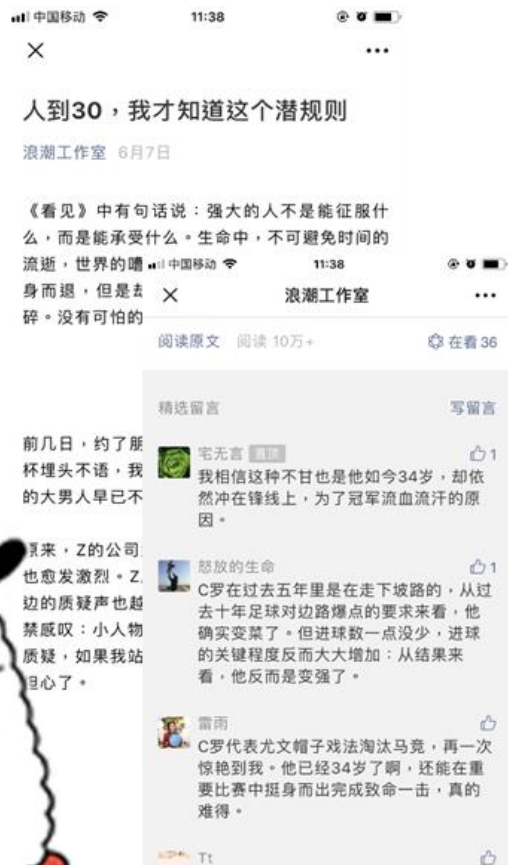 中国移动 11:38
人到30,我才知道这个潜规则
浪潮工作室 6月7日
《看见》中有句话说:强大的人不是能征服什
么,而是能承受什么。生命中,不可避免时间的
流逝,世界的嘈
身而退,但是却
碎。没有可怕的
前几日,约了朋
杯埋头不语,我
的大男人早已不
原来,Z的公司
也愈发激烈。Z
边的质疑声也越
禁感叹:小人物
质疑,如果我站
担心了。
中国移动 11:38
浪潮工作室
阅读原文 阅读 10万+ 在看 36
精选留言 写留言
宅无言 置顶 1
我相信这种不甘也是他如今34岁,却依
然冲在锋线上,为了冠军流血流汗的原
因。
怒放的生命 1
C罗在过去五年里是在走下坡路的,从过
去十年足球对边路爆点的要求来看,他
确实变菜了。但进球数一点没少,进球
的关键程度反而大大增加:从结果来
看,他反而是变强了。
雷雨
C罗代表尤文帽子戏法淘汰马竞,再一次
惊艳到我。他已经34岁了啊,还能在重
要比赛中挺身而出完成致命一击,真的
难得。
Tt